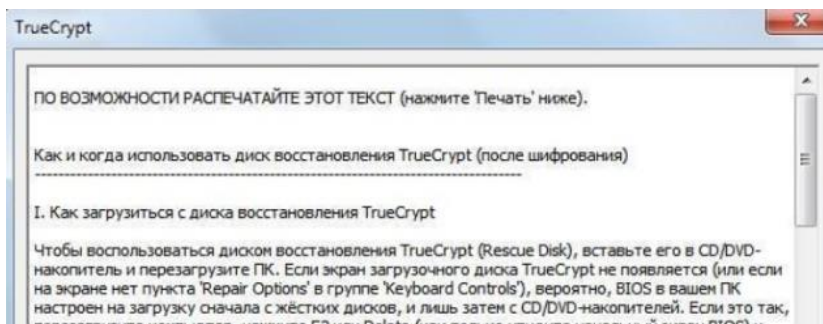 TrueCrypt
ПО ВОЗМОЖНОСТИ РАСПЕЧАТАЙТЕ ЭТОТ ТЕКСТ (нажмите 'Печать' ниже).
Как и когда использовать диск восстановления TrueCrypt (после шифрования)
--------------------------------------------------------------------------------
I. Как загрузиться с диска восстановления TrueCrypt
Чтобы воспользоваться диском восстановления TrueCrypt (Rescue Disk), вставьте его в CD/DVD-
накопитель и перезагрузите ПК. Если экран загрузочного диска TrueCrypt не появляется (или если
на экране нет пункта 'Repair Options' в группе 'Keyboard Controls'), вероятно, BIOS в вашем ПК
настроен на загрузку сначала с жёстких дисков, и лишь затем с CD/DVD-накопителей. Если это так,